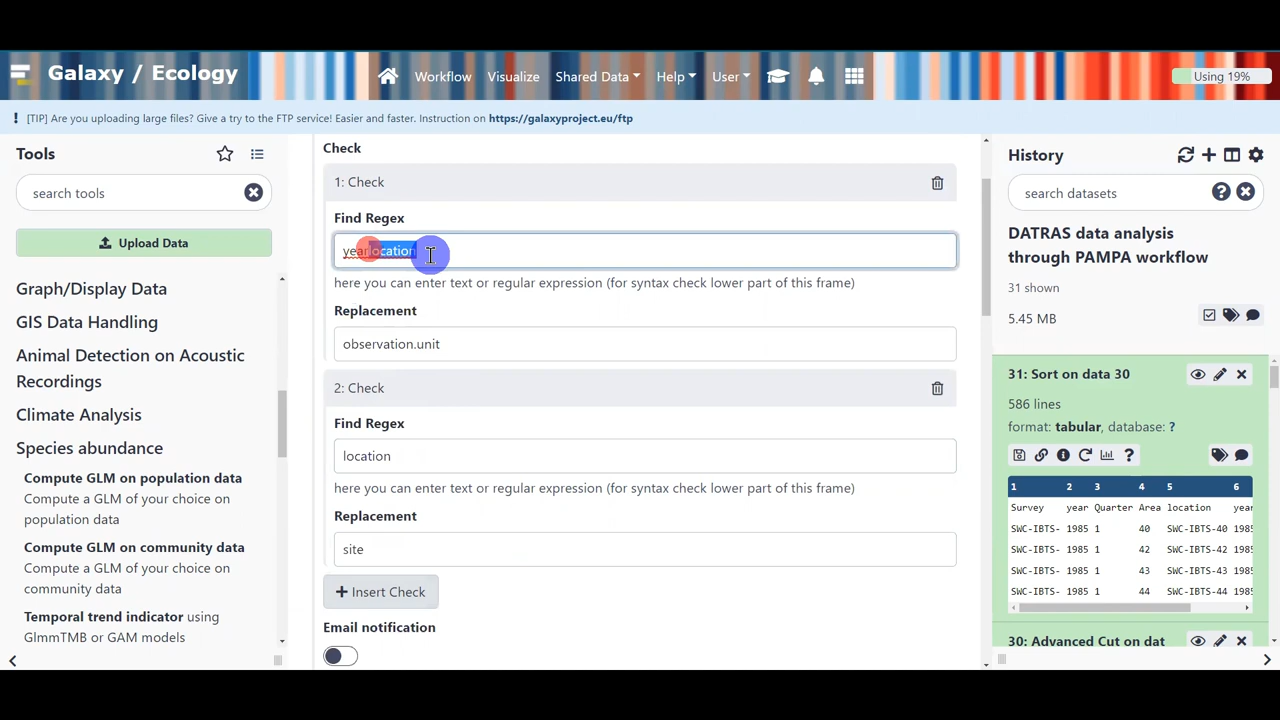 Galaxy / Ecology
Workflow Visualize Shared Data Help User Using 19%
! [TIP] Are you uploading large files? Give a try to the FTP service! Easier and faster. Instruction on https://galaxyproject.eu/ftp
Tools
search tools
Upload Data
Graph/Display Data
GIS Data Handling
Animal Detection on Acoustic
Recordings
Climate Analysis
Species abundance
Compute GLM on population data
Compute a GLM of your choice on
population data
Compute GLM on community data
Compute a GLM of your choice on
community data
Temporal trend indicator using
GlmmTMB or GAM models
Check
1: Check
Find Regex
yearlocation
here you can enter text or regular expression (for syntax check lower part of this frame)
Replacement
observation.unit
2: Check
Find Regex
location
here you can enter text or regular expression (for syntax check lower part of this frame)
Replacement
site
+ Insert Check
Email notification
History
search datasets
DATRAS data analysis
through PAMPA workflow
31 shown
5.45 MB
31: Sort on data 30
586 lines
format: tabular, database: ?
1 2 3 4 5 6
Survey year Quarter Area location year
SWC-IBTS- 1985 1 40 SWC-IBTS-40 1985
SWC-IBTS- 1985 1 42 SWC-IBTS-42 1985
SWC-IBTS- 1985 1 43 SWC-IBTS-43 1985
SWC-IBTS- 1985 1 44 SWC-IBTS-44 1985
30: Advanced Cut on dat